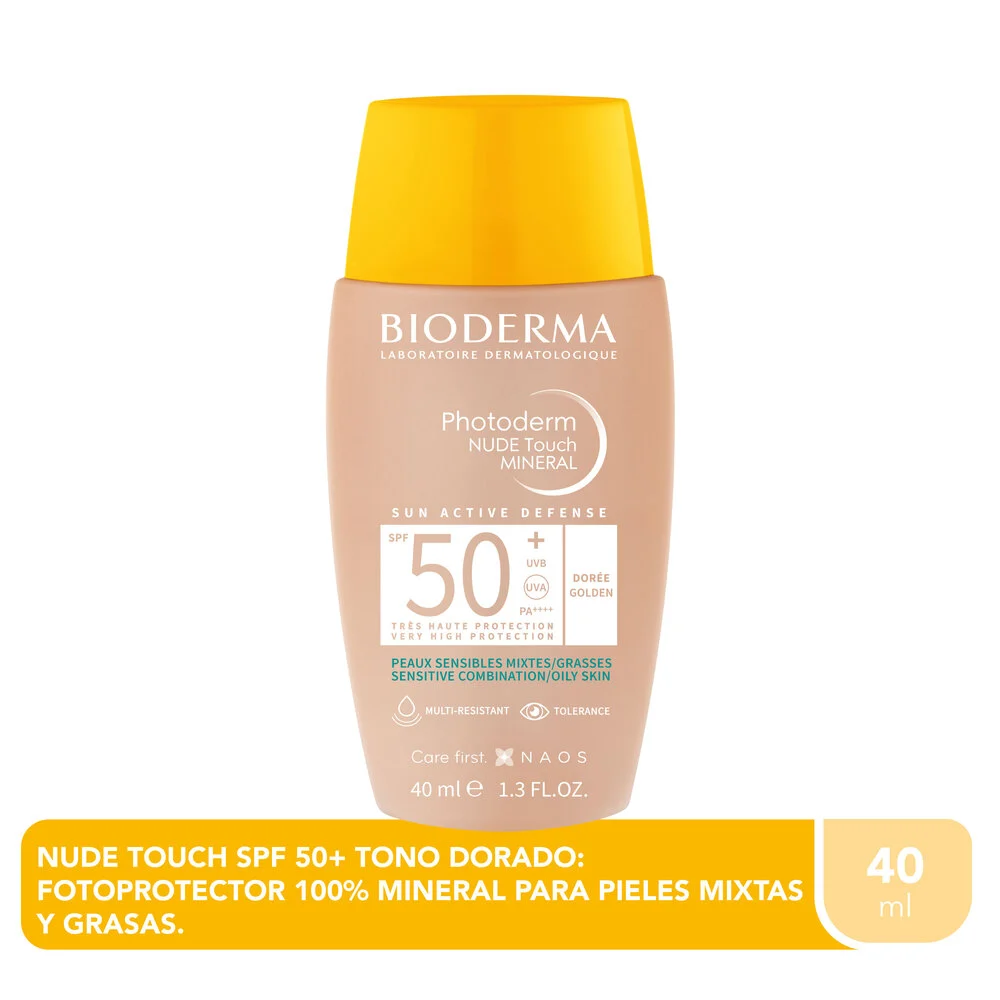 BIODERMA
LABORATOIRE DERMATOLOGIQUE
Photoderm
NUDE Touch
MINERAL
SUN ACTIVE DEFENSE
SPF 50+
UVB
UVA
PA++++
TRÈS HAUTE PROTECTION
VERY HIGH PROTECTION
DORÉE
GOLDEN
PEAUX SENSIBLES MIXTES/GRASSES
SENSITIVE COMBINATION/OILY SKIN
MULTI-RESISTANT TOLERANCE
Care first. NAOS
40 ml e 1.3 FL.OZ.
NUDE TOUCH SPF 50+ TONO DORADO:
FOTOPROTECTOR 100% MINERAL PARA PIELES MIXTAS
Y GRASAS.
40
ml